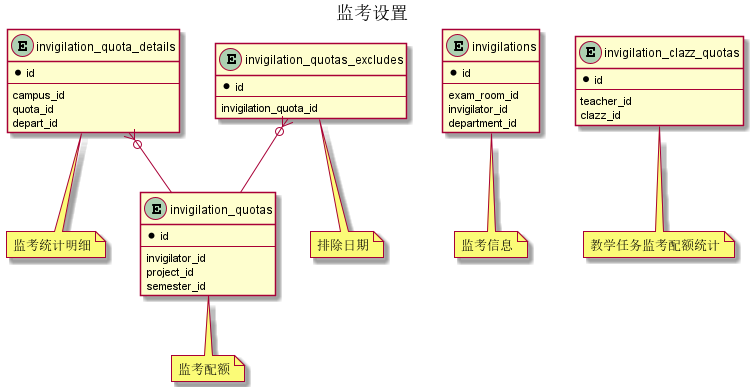 监考设置
E invigilation_quota_details
id
campus_id
quota_id
depart_id
E invigilation_quotas_excludes
id
invigilation_quota_id
E invigilations
id
exam_room_id
invigilator_id
department_id
E invigilation_clazz_quotas
id
teacher_id
clazz_id
E invigilation_quotas
id
invigilator_id
project_id
semester_id
监考统计明细
排除日期
监考信息
教学任务监考配额统计
监考配额